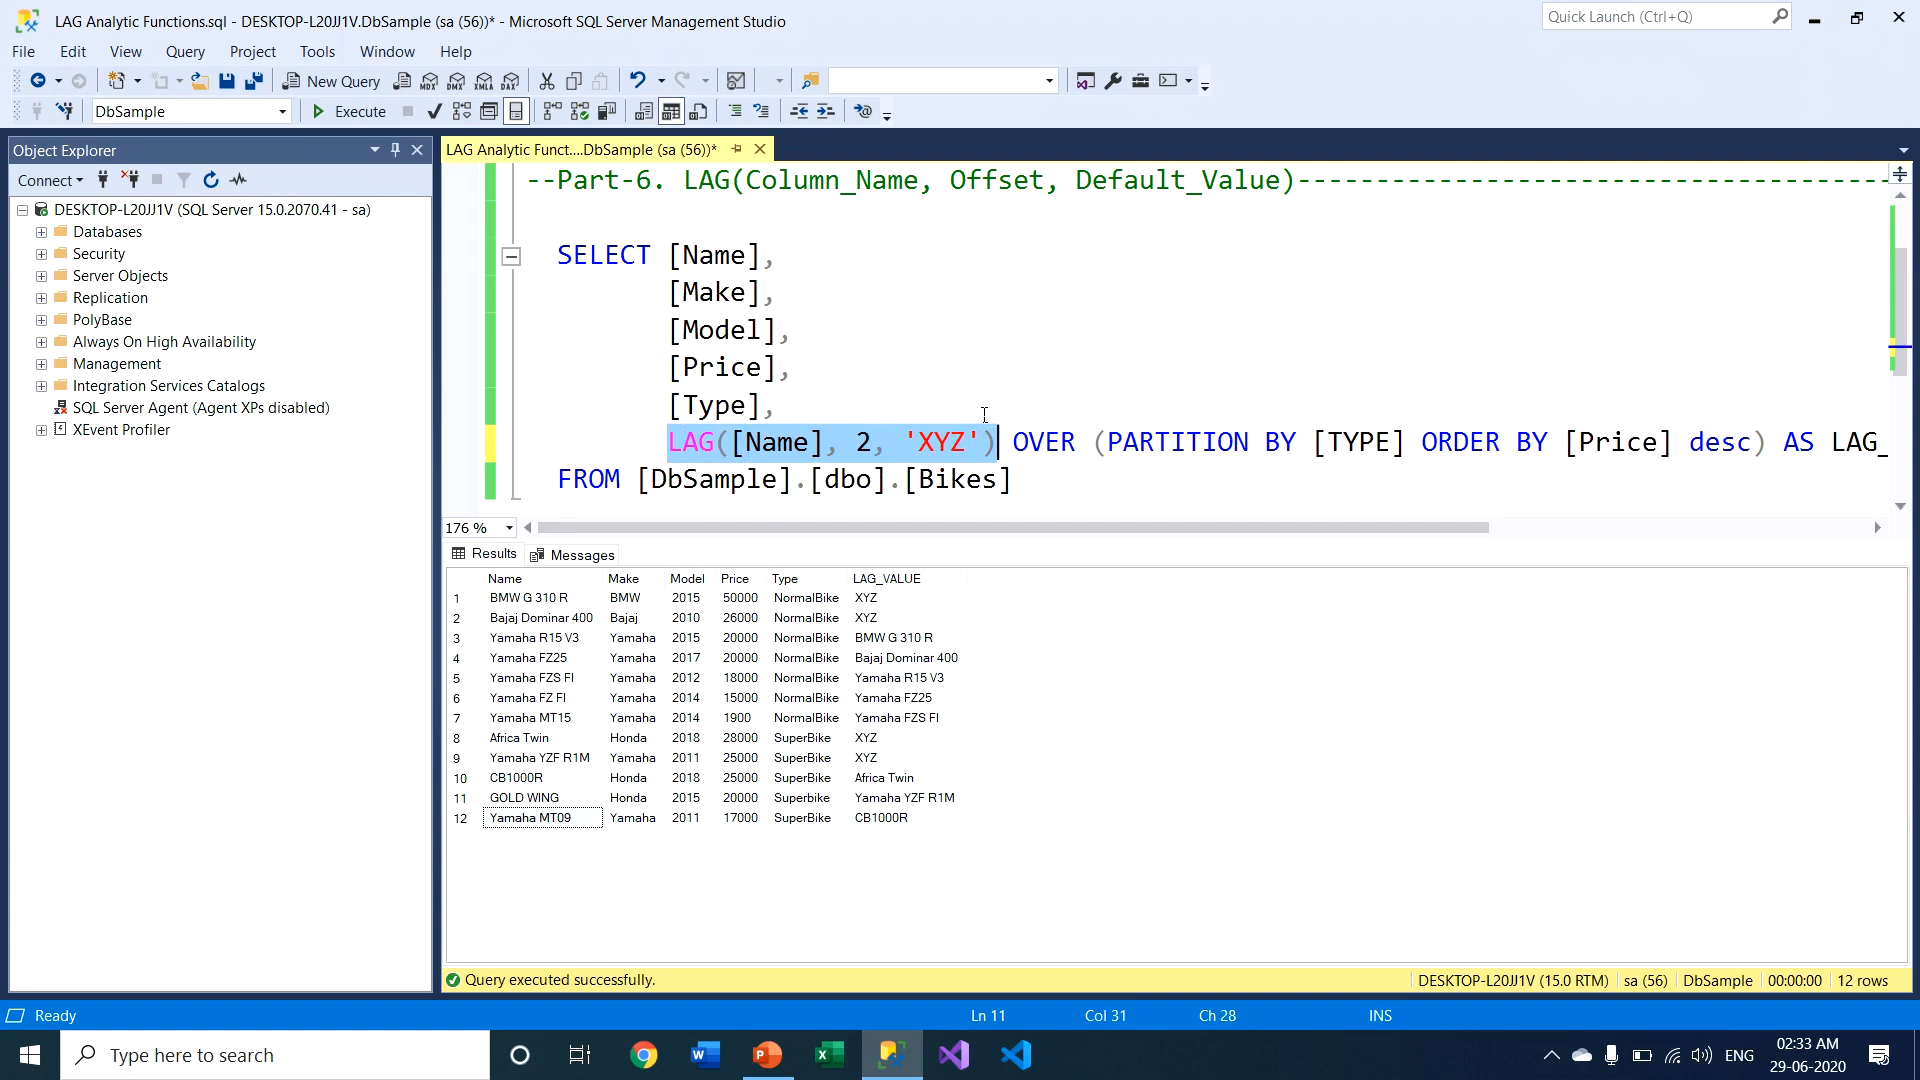 LAG Analytic Functions.sql - DESKTOP-L20JJ1V.DbSample (sa (56))* - Microsoft SQL Server Management Studio
Quick Launch (Ctrl+Q)
File Edit View Query Project Tools Window Help
New Query MDX DMX XMLA DAX
DbSample Execute
Object Explorer
Connect
DESKTOP-L20JJ1V (SQL Server 15.0.2070.41 - sa)
Databases
Security
Server Objects
Replication
PolyBase
Always On High Availability
Management
Integration Services Catalogs
SQL Server Agent (Agent XPs disabled)
XEvent Profiler
LAG Analytic Funct....DbSample (sa (56))*
--Part-6. LAG(Column_Name, Offset, Default_Value)--------------------------------------
SELECT [Name],
[Make],
[Model],
[Price],
[Type],
LAG([Name], 2, 'XYZ') OVER (PARTITION BY [TYPE] ORDER BY [Price] desc) AS LAG_
FROM [DbSample].[dbo].[Bikes]
176 %
Results Messages
Name Make Model Price Type LAG_VALUE
1 BMW G 310 R BMW 2015 50000 NormalBike XYZ
2 Bajaj Dominar 400 Bajaj 2010 26000 NormalBike XYZ
3 Yamaha R15 V3 Yamaha 2015 20000 NormalBike BMW G 310 R
4 Yamaha FZ25 Yamaha 2017 20000 NormalBike Bajaj Dominar 400
5 Yamaha FZS FI Yamaha 2012 18000 NormalBike Yamaha R15 V3
6 Yamaha FZ FI Yamaha 2014 15000 NormalBike Yamaha FZ25
7 Yamaha MT15 Yamaha 2014 1900 NormalBike Yamaha FZS FI
8 Africa Twin Honda 2018 28000 SuperBike XYZ
9 Yamaha YZF R1M Yamaha 2011 25000 SuperBike XYZ
10 CB1000R Honda 2018 25000 SuperBike Africa Twin
11 GOLD WING Honda 2015 20000 Superbike Yamaha YZF R1M
12 Yamaha MT09 Yamaha 2011 17000 SuperBike CB1000R
Query executed successfully. DESKTOP-L20JJ1V (15.0 RTM) sa (56) DbSample 00:00:00 12 rows
Ready Ln 11 Col 31 Ch 28 INS
Type here to search
ENG
02:33 AM
29-06-2020